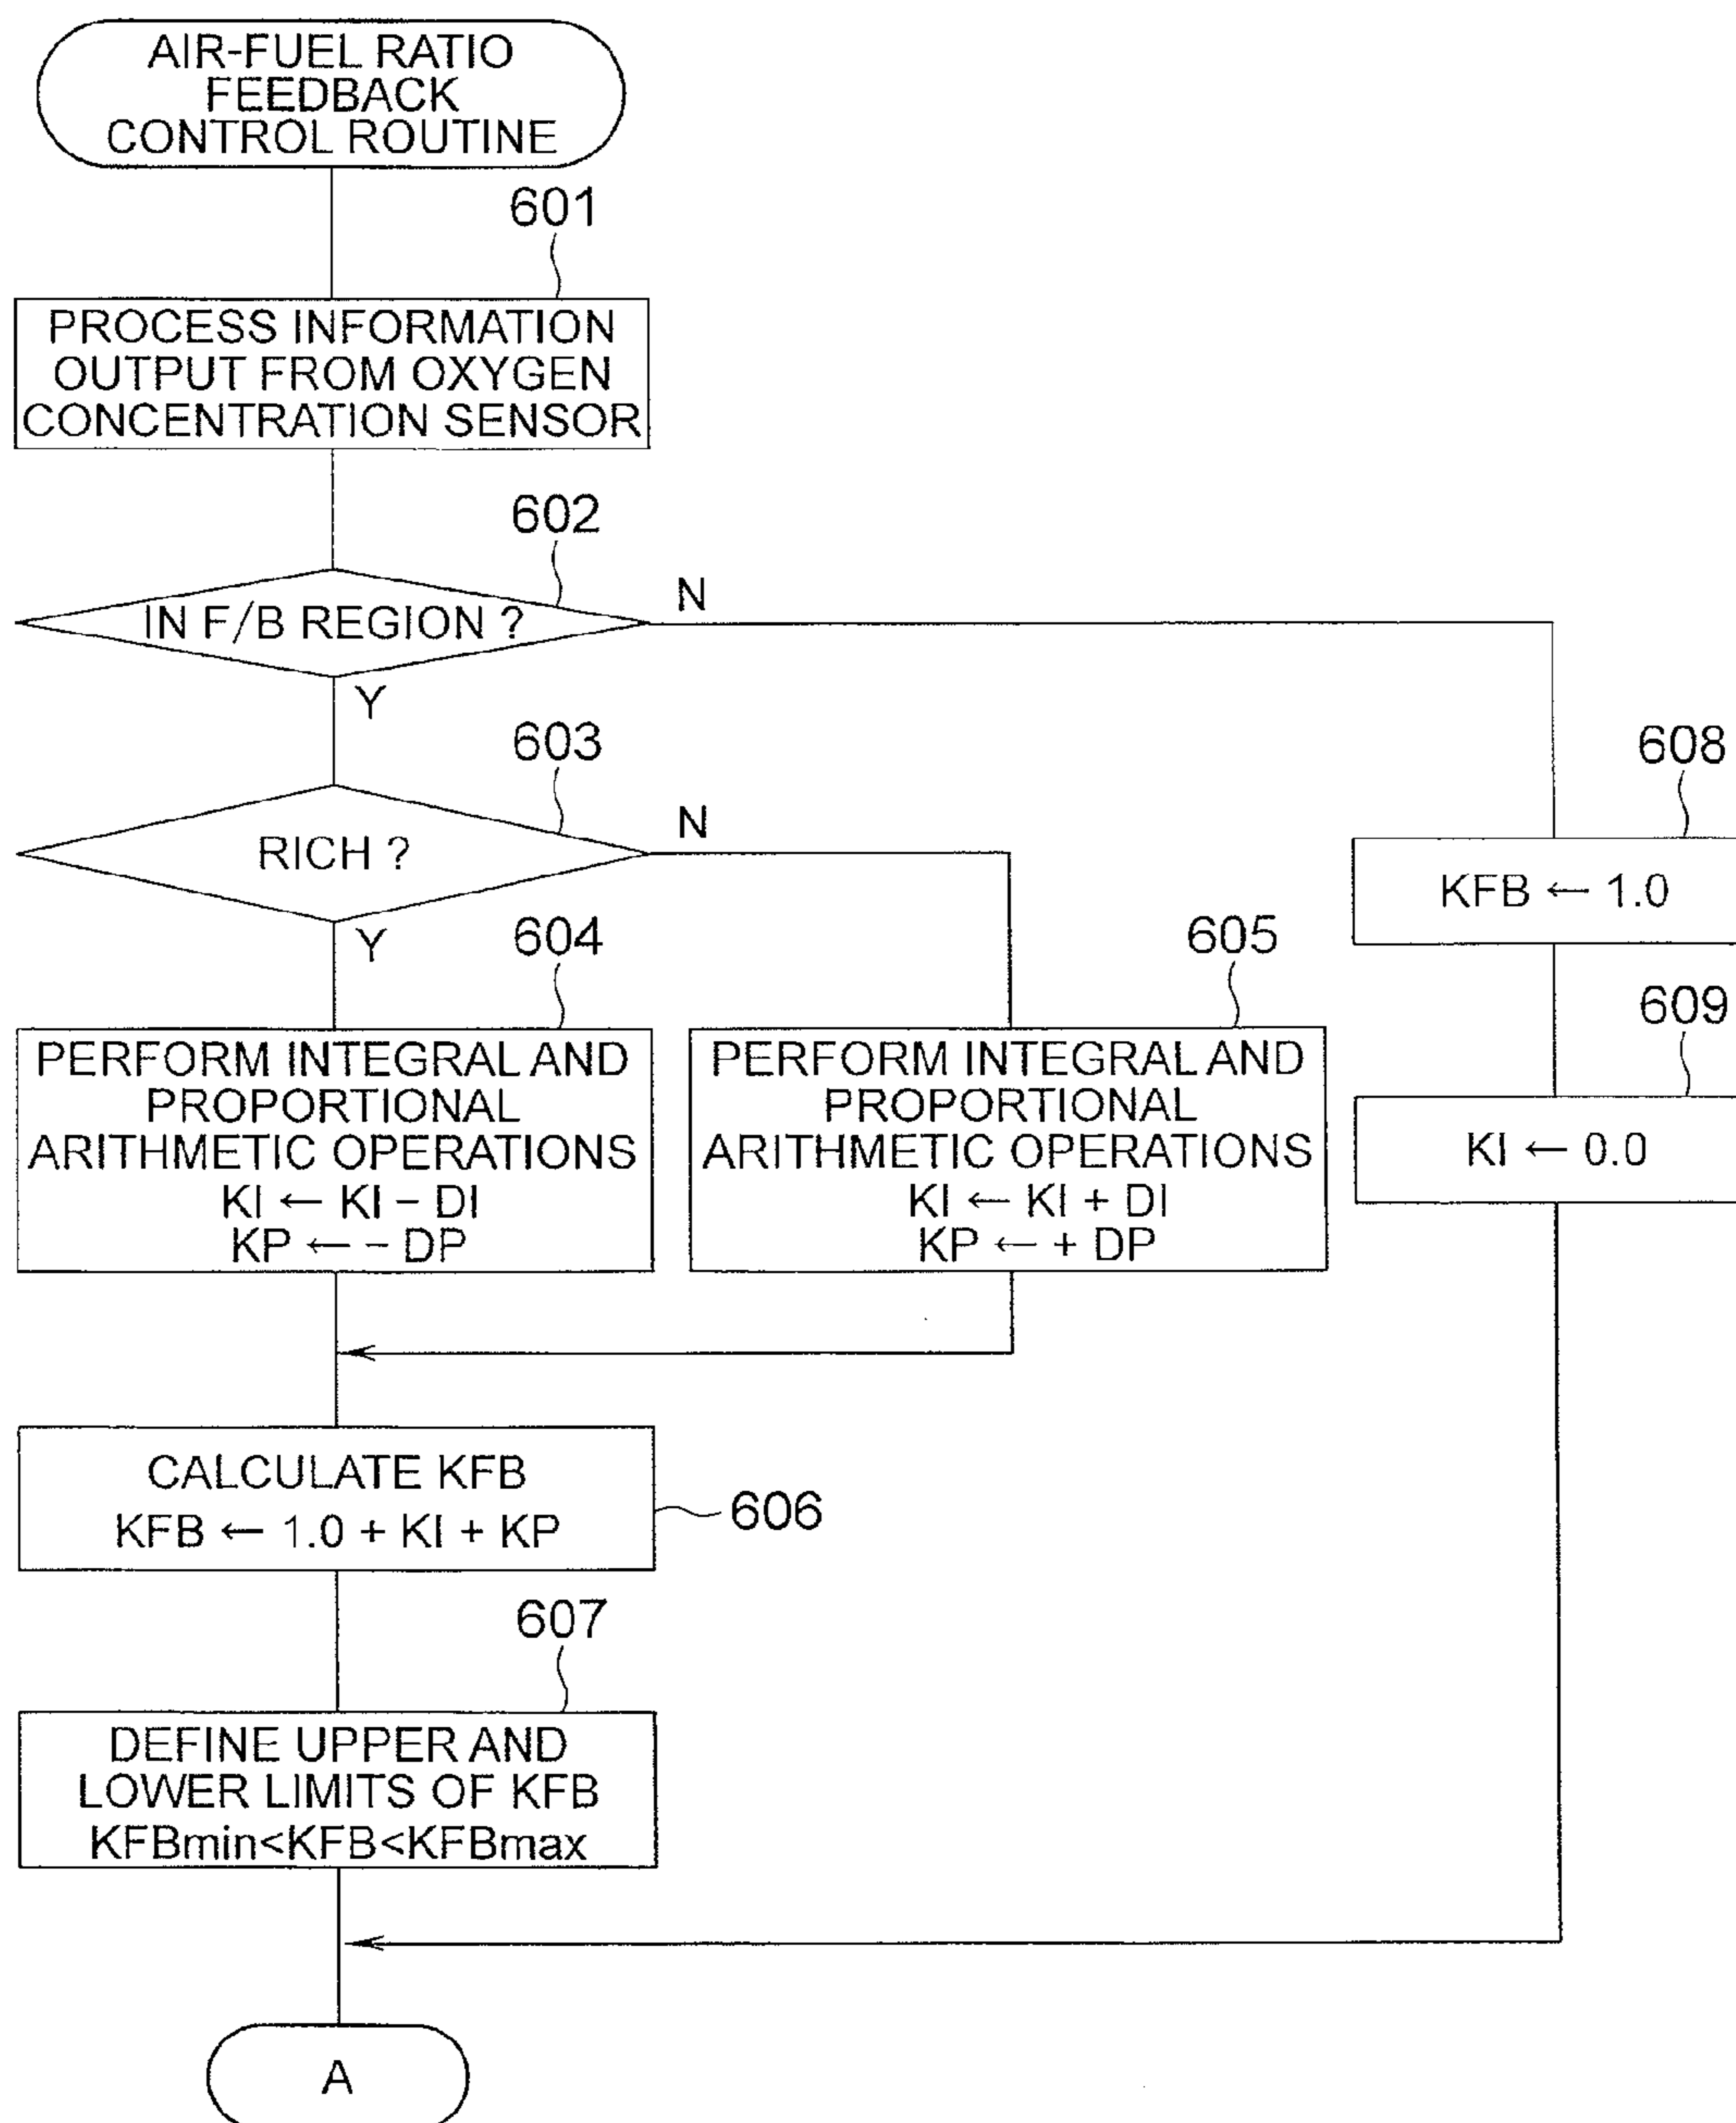 AIR-FUEL RATIO
FEEDBACK
CONTROL ROUTINE
601
PROCESS INFORMATION
OUTPUT FROM OXYGEN
CONCENTRATION SENSOR
602
IN F/B REGION ?
N
Y
603
RICH ?
N
Y
608
KFB ← 1.0
604
PERFORM INTEGRAL AND
PROPORTIONAL
ARITHMETIC OPERATIONS
KI ← KI – DI
KP ← – DP
605
PERFORM INTEGRAL AND
PROPORTIONAL
ARITHMETIC OPERATIONS
KI ← KI + DI
KP ← + DP
609
KI ← 0.0
CALCULATE KFB
KFB ← 1.0 + KI + KP
606
607
DEFINE UPPER AND
LOWER LIMITS OF KFB
KFBmin<KFB<KFBmax
A